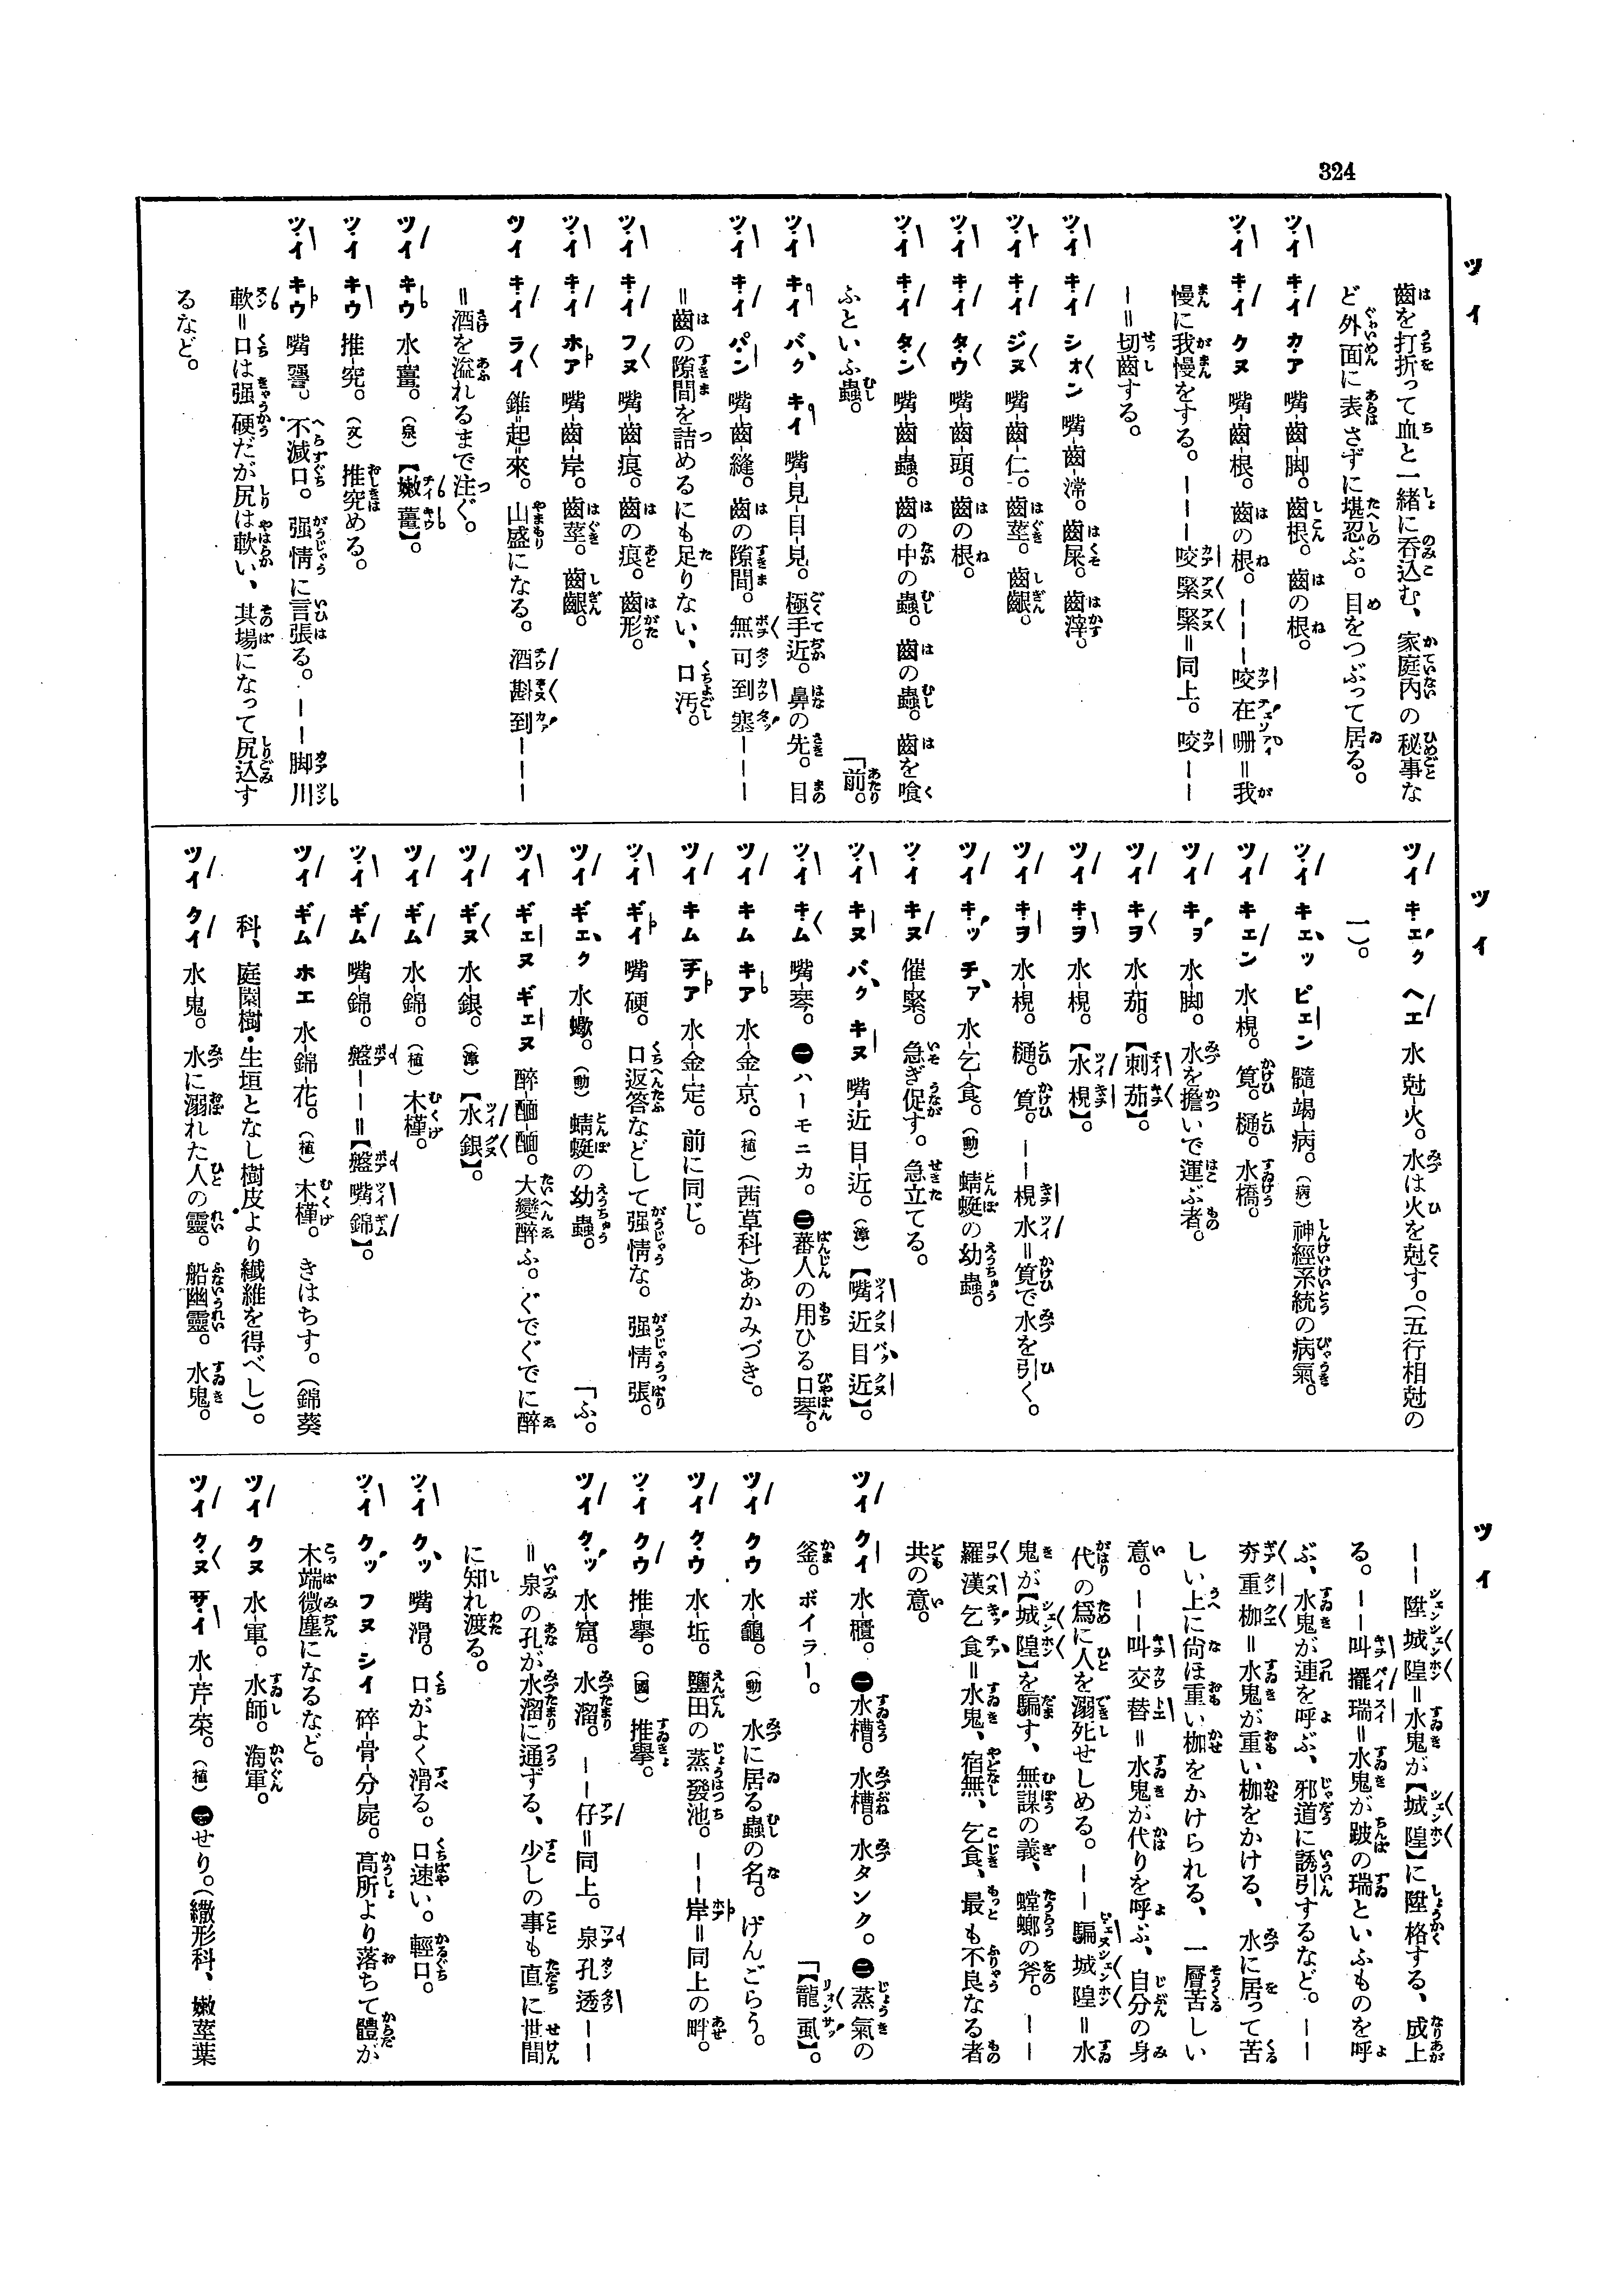 324
ツイ
齒を打折って血と一緖に呑込む、家庭內の秘事な
ど外面に表さずに堪忍ぶ。目をつぶって居る。
ツイ キイ カア 嘴-齒-脚。齒根。齒の根。
ツイ キイ クヌ 嘴-齒-根。齒の根。———咬在嚼=我
慢に我慢をする。———咬緊緊=同上。咬——
—=切齒する。
ツイ キイ シオン 嘴-齒-滯。齒屎。齒滓。
ツイ キイ ジヌ 嘴-齒-仁。齒莖。齒齦。
ツイ キイ タウ 嘴-齒-頭。齒の根。
ツイ キイ タン 嘴-齒-蟲。齒の中の蟲。齒の蟲。齒を喰
ふといふ蟲。
「前。
ツイ キイ バク キイ 嘴-見-目-見。極手近。鼻の先。目
ツイ キイ パン 嘴-齒-縫。齒の隙間。無可到塞———
=齒の隙間を詰めるにも足りない、口汚。
ツイ キイ フヌ 嘴-齒-痕。齒の痕。齒形。
ツイ キイ ホア 嘴-齒-岸。齒莖。齒齦。
ツイ キイ ライ 錐-起-來。山盛になる。酒斟到———
=酒を溢れるまで注ぐ。
ツイ キウ 水-薑。(泉)【嫩薑】。
ツイ キウ 推-究。(文)推究める。
ツイ キウ 嘴。不減口。强情に言張る。——脚川
軟=口は强硬だが尻は軟い、其場になって尻込す
るなど。
ツイ
ツイ キエク ヘエ 水-尅-火。水は火を尅す。(五行相尅の
一)。
ツイ キエッ ピエン 髓-竭-病。(病)神經系統の病氣。
ツイ キエン 水-梘。筧。樋。水橋。
ツイ キヲ 水-脚。水を擔いで運ぶ者。
ツイ キヲ 水-茄。【刺茄】。
ツイ キヲ 水-梘。【水梘】。
ツイ キヲ 水-梘。樋。筧。——梘水=筧で水を引く。
ツイ キッ チァ 水-乞-食。(動)蜻蜓の幼蟲。
ツイ キヌ 催-緊。急ぎ促す。急立てる。
ツイ キヌ バク キヌ 嘴-近-目-近。(漳)【嘴近目近】。
ツイ キム 嘴-琴。㊀ハーモニカ。㊁蕃人の用ひる口琴。
ツイ キム キア 水-金-京。(植)(茜草科)あかみづき。
ツイ キム チア 水-金-定。前に同じ。
ツイ ギイ 嘴-硬。口返答などして强情な。强情張。
ツイ ギエク 水-蠍。(動)蜻蜓の幼蟲。
「ふ。
ツイ ギエヌ ギエヌ 醉-醞-醞。大變醉ふ。ぐでぐでに醉
ツイ ギヌ 水-銀。(漳)【水銀】。
ツイ ギム 水-錦。(植)木槿。
ツイ ギム 嘴-錦。盤——=【盤嘴錦】。
ツイ ギム ホエ 水-錦-花。(植)木槿。きはちす。(錦葵
科、庭園樹・生垣となし樹皮より纖維を得べし)。
ツイ クイ 水-鬼。水に溺れた人の靈。船幽靈。水鬼。
ツイ
——陞城隍=水鬼が【城隍】に陞格する、成上
る。——叫擺瑞=水鬼が跛の瑞といふものを呼
ぶ、水鬼が連を呼ぶ、邪道に誘引するなど。——
夯重枷=水鬼が重い枷をかける、水に居って苦
しい上に尙ほ重い枷をかけられる、一層苦しい
意。——叫交替=水鬼が代りを呼ぶ、自分の身
代の爲に人を溺死せしめる。——騙城隍=水
鬼が【城隍】を騙す、無謀の義、螳螂の斧。——
羅漢乞食=水鬼、宿無、乞食、最も不良なる者
共の意。
ツイ クイ 水-櫃。㊀水槽。水槽。水タンク。㊁蒸氣の
釜。ボイラー。
「【龍虱】。
ツイ クウ 水-龜。(動)水に居る蟲の名。げんごらう。
ツイ クウ 水-坵。鹽田の蒸發池。——岸=同上の畔。
ツイ クウ 推-擧。(國)推擧。
ツイ クッ 水-窟。水溜。——仔=同上。泉孔透——
=泉の孔が水溜に通ずる、少しの事も直に世間
に知れ渡る。
ツイ クッ 嘴-滑。口がよく滑る。口速い。輕口。
ツイ クッ フヌ シイ 碎-骨-分-屍。高所より落ちて體が
木端微塵になるなど。
ツイ クヌ 水-軍。水師。海軍。
ツイ クヌ ザイ 水-芹-菜。(植)㊀せり。(繖形科、嫩莖葉